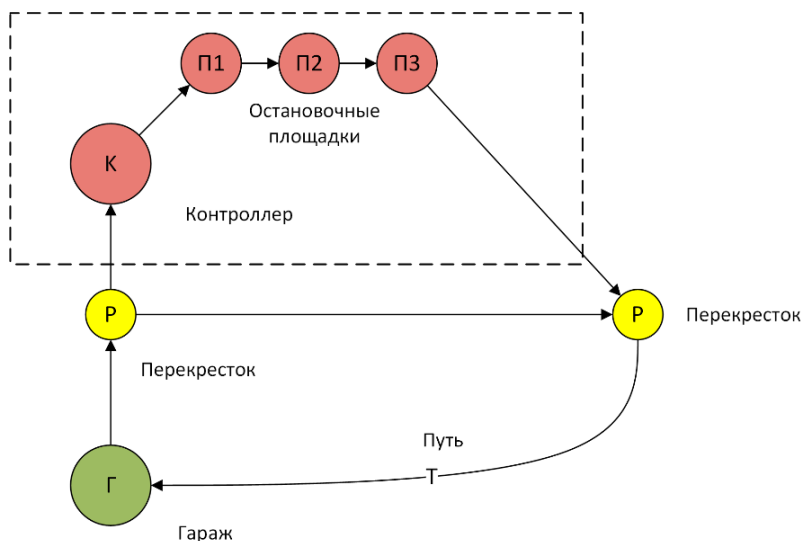 П1
П2
П3
Остановочные
площадки
К
Контроллер
Р
Р
Перекресток
Перекресток
Путь
Т
Г
Гараж